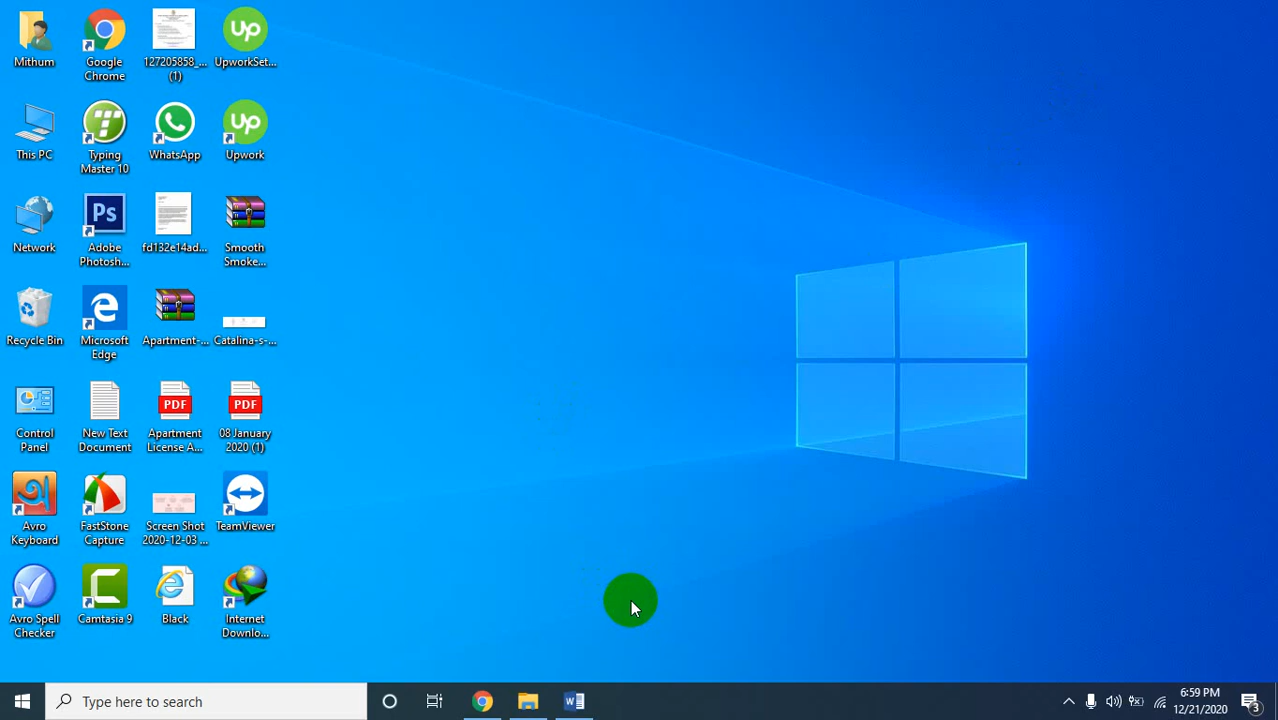 Mithum
Google
Chrome
127205858_...
(1)
Up
UpworkSet...
This PC
Typing
Master 10
WhatsApp
Up
Upwork
Network
Ps
Adobe
Photosh...
fd132e14ad...
Smooth
Smoke...
Recycle Bin
Microsoft
Edge
Apartment-...
Catalina-s-...
Control
Panel
New Text
Document
PDF
Apartment
License A...
PDF
08 January
2020 (1)
অ
Avro
Keyboard
FastStone
Capture
Screen Shot
2020-12-03 ...
TeamViewer
Avro Spell
Checker
Camtasia 9
Black
Internet
Downlo...
Type here to search
6:59 PM
12/21/2020
3